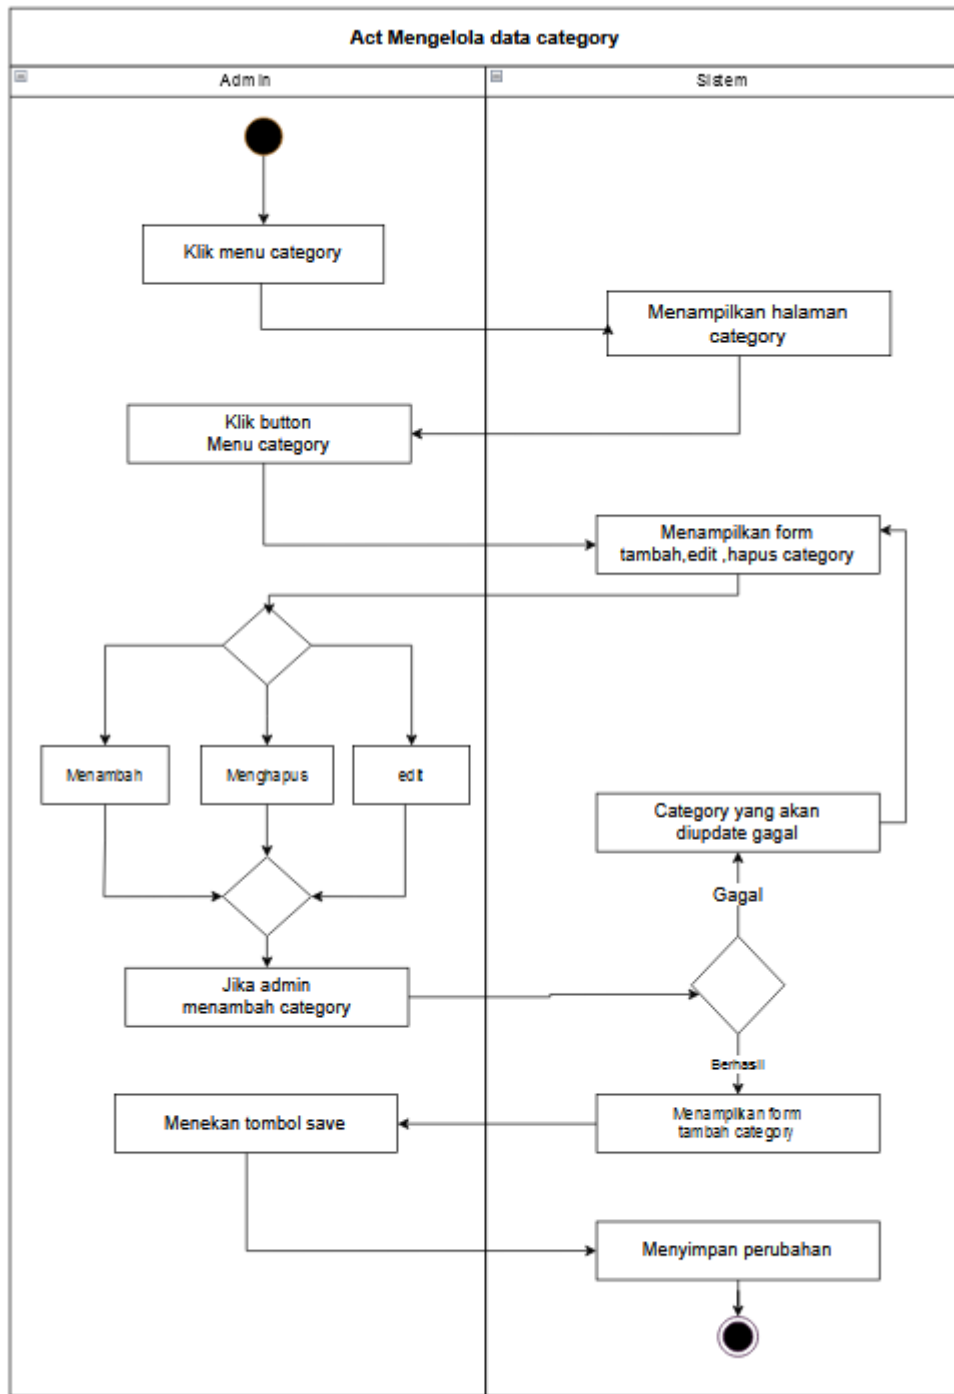 Act Mengelola data category
Admin
Sistem
Klik menu category
Menampilkan halaman
category
Klik button
Menu category
Menampilkan form
tambah,edit ,hapus category
Menambah
Menghapus
edit
Category yang akan
diupdate gagal
Gagal
Jika admin
menambah category
Berhasil
Menampilkan form
tambah category
Menekan tombol save
Menyimpan perubahan